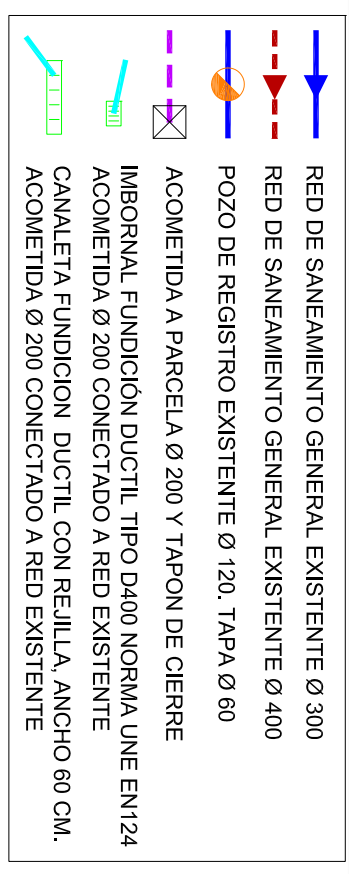 RED DE SANEAMIENTO GENERAL EXISTENTE Ø 300
RED DE SANEAMIENTO GENERAL EXISTENTE Ø 400
POZO DE REGISTRO EXISTENTE Ø 120. TAPA Ø 60
ACOMETIDA A PARCELA Ø 200 Y TAPON DE CIERRE
IMBORNAL FUNDICIÓN DUCTIL TIPO D400 NORMA UNE EN124
ACOMETIDA Ø 200 CONECTADO A RED EXISTENTE
CANALETA FUNDICION DUCTIL CON REJILLA, ANCHO 60 CM.
ACOMETIDA Ø 200 CONECTADO A RED EXISTENTE